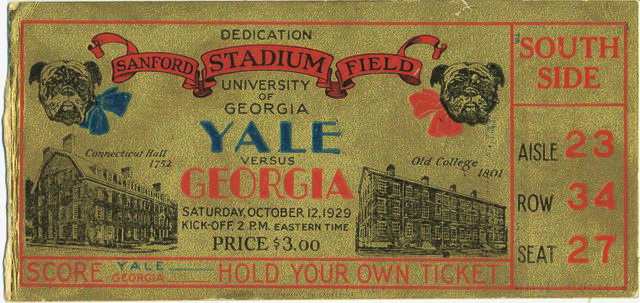 DEDICATION
SANFORD STADIUM FIELD
UNIVERSITY
OF
GEORGIA
YALE
VERSUS
GEORGIA
SATURDAY, OCTOBER 12, 1929
KICK-OFF, 2 P.M. EASTERN TIME
PRICE $3.00
Connecticut Hall
1752
Old College
1801
SCORE YALE
GEORGIA
HOLD YOUR OWN TICKET
SOUTH
SIDE
AISLE 23
ROW 34
SEAT 27